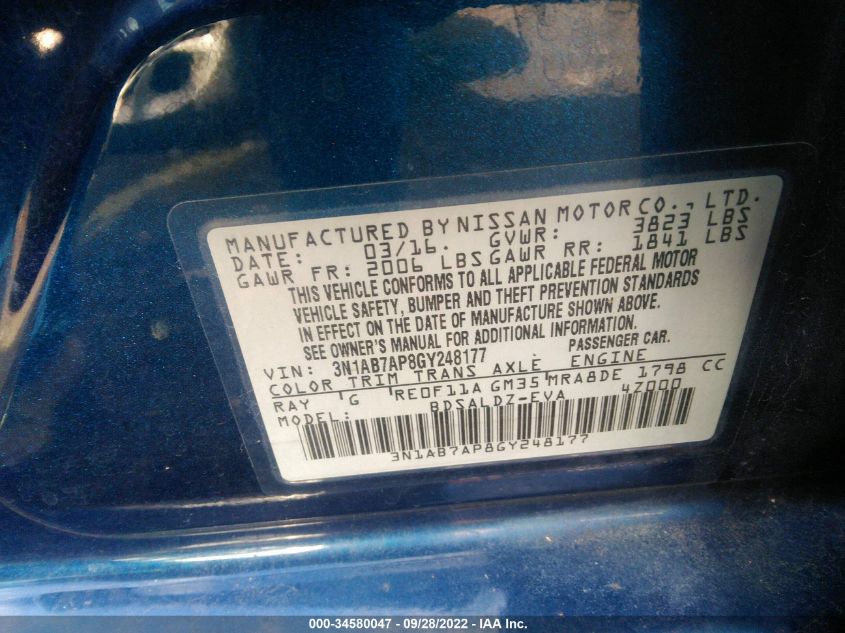 MANUFACTURED BY NISSAN MOTOR CO., LTD.
DATE: 03/16. GVWR: 3823 LBS
GAWR FR: 2006 LBS GAWR RR: 1841 LBS
THIS VEHICLE CONFORMS TO ALL APPLICABLE FEDERAL MOTOR
VEHICLE SAFETY, BUMPER AND THEFT PREVENTION STANDARDS
IN EFFECT ON THE DATE OF MANUFACTURE SHOWN ABOVE.
SEE OWNER'S MANUAL FOR ADDITIONAL INFORMATION.
VIN: 3N1AB7AP8GY248177 PASSENGER CAR.
COLOR TRIM TRANS AXLE ENGINE
RAY G RE0F11A GM35 MRA8DE 1798 CC
MODEL: BDSALDZ-EVA 4Z000
3N1AB7AP8GY248177
000-34580047 - 09/28/2022 - IAA Inc.